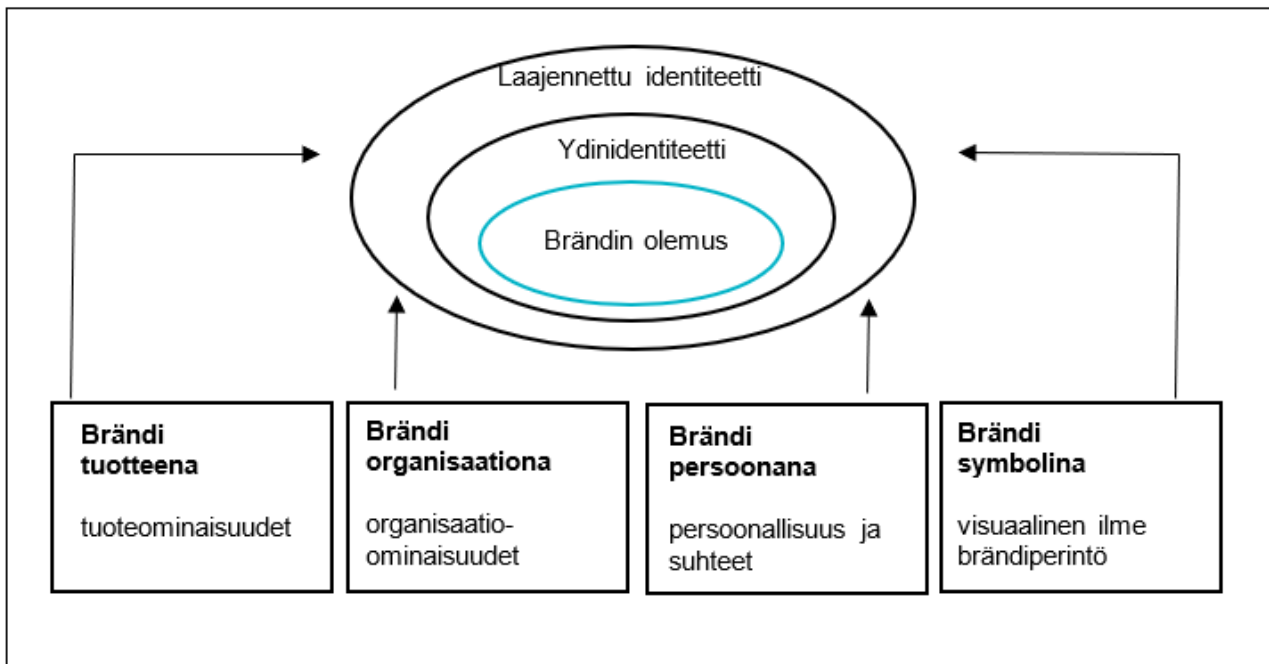 Laajennettu identiteetti
Ydinidentiteetti
Brändin olemus
Brändi
tuotteena
tuoteominaisuudet
Brändi
organisaationa
organisaatio-
ominaisuudet
Brändi
persoonana
persoonallisuus ja
suhteet
Brändi
symbolina
visuaalinen ilme
brändiperintö